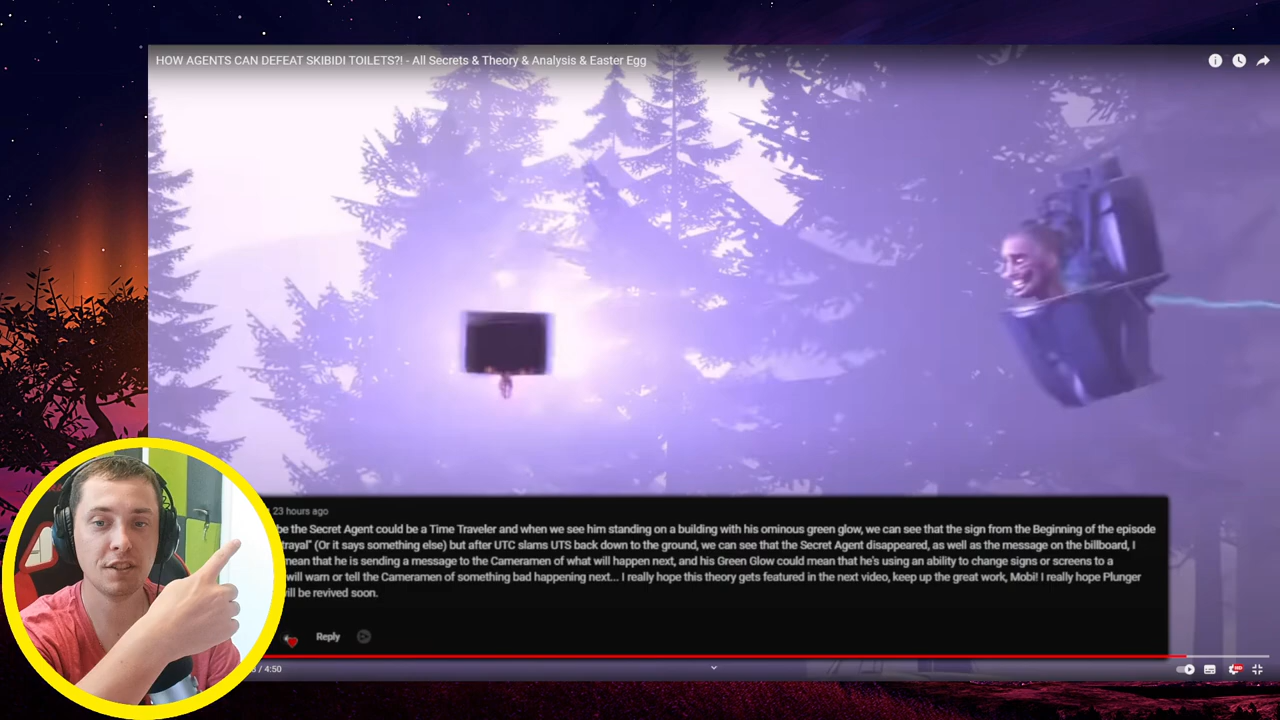 HOW AGENTS CAN DEFEAT SKIBIDI TOILETS?! - All Secrets & Theory & Analysis & Easter Egg
23 hours ago
be the Secret Agent could be a Time Traveler and when we see him standing on a building with his ominous green glow, we can see that the sign from the Beginning of the episode
trayal" (Or it says something else) but after UTC slams UTS back down to the ground, we can see that the Secret Agent disappeared, as well as the message on the billboard, I
mean that he is sending a message to the Cameramen of what will happen next, and his Green Glow could mean that he's using an ability to change signs or screens to a
will warn or tell the Cameramen of something bad happening next... I really hope this theory gets featured in the next video, keep up the great work, Mobi! I really hope Plunger
will be revived soon.
Reply
/ 4:50